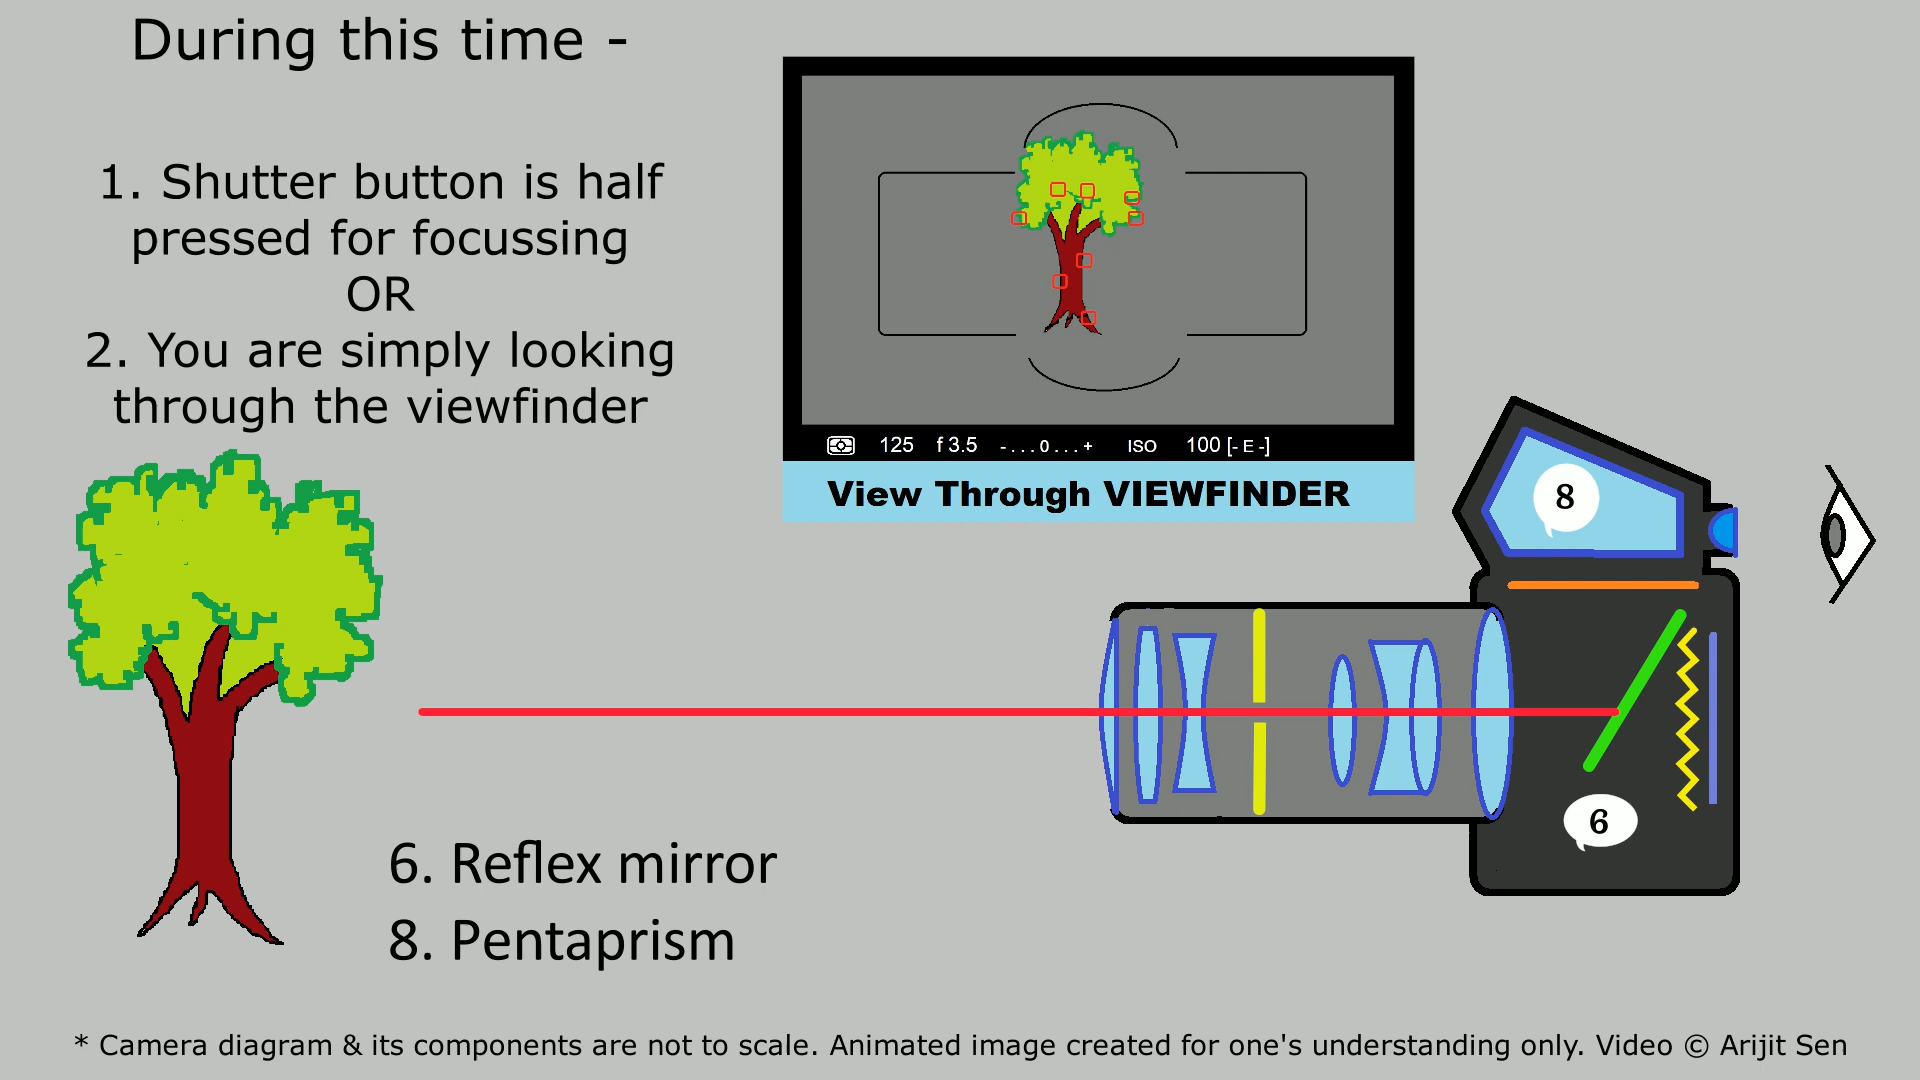 During this time -
1. Shutter button is half
pressed for focussing
OR
2. You are simply looking
through the viewfinder
125 f 3.5 - . . . 0 . . . + ISO 100 [- E -]
View Through VIEWFINDER
8
6
6. Reflex mirror
8. Pentaprism
* Camera diagram & its components are not to scale. Animated image created for one's understanding only. Video © Arijit Sen